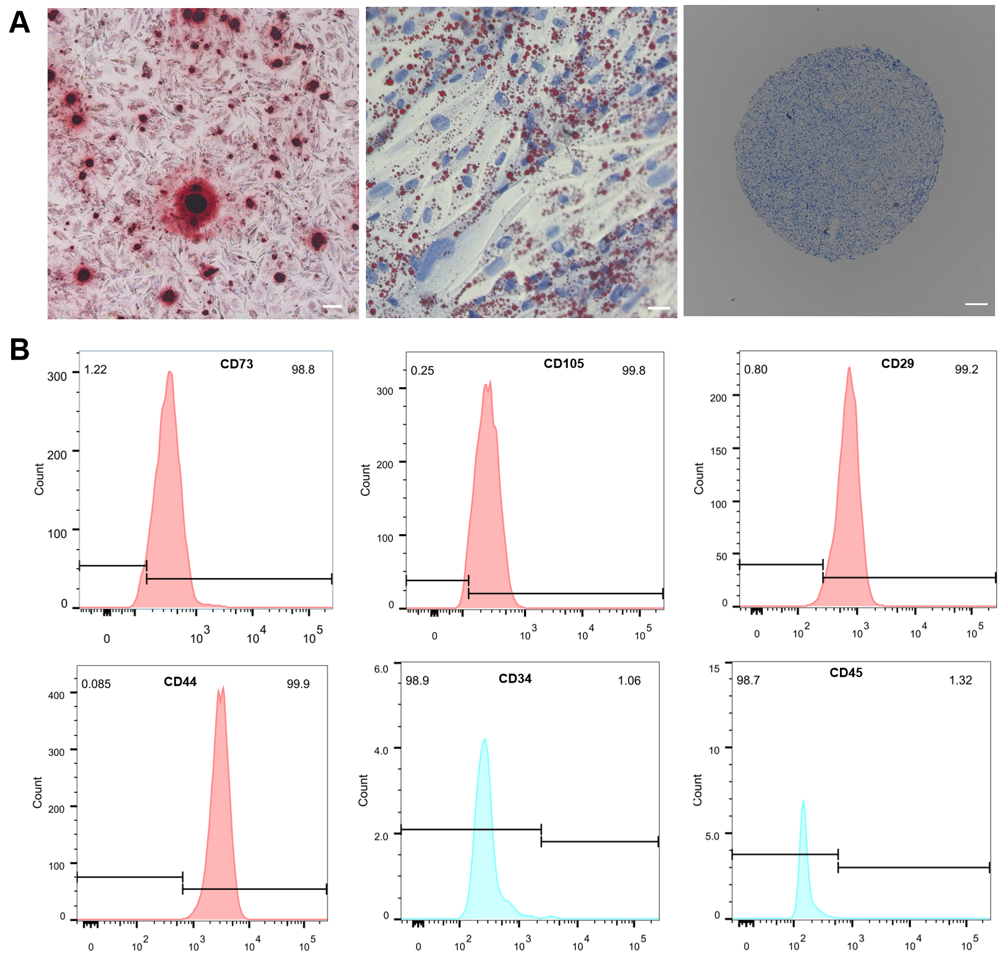 A
B
1.22 CD73 98.8
300
200
100
0
Count
0 10^3 10^4 10^5
0.25 CD105 99.8
300
200
100
0
Count
0 10^3 10^4 10^5
0.80 CD29 99.2
200
150
100
50
0
Count
0 10^2 10^3 10^4 10^5
0.085 CD44 99.9
400
300
200
100
0
Count
0 10^2 10^3 10^4 10^5
6.0
98.9 CD34 1.06
4.0
2.0
0
Count
0 10^2 10^3 10^4 10^5
15
98.7 CD45 1.32
10
5.0
0
Count
0 10^2 10^3 10^4 10^5